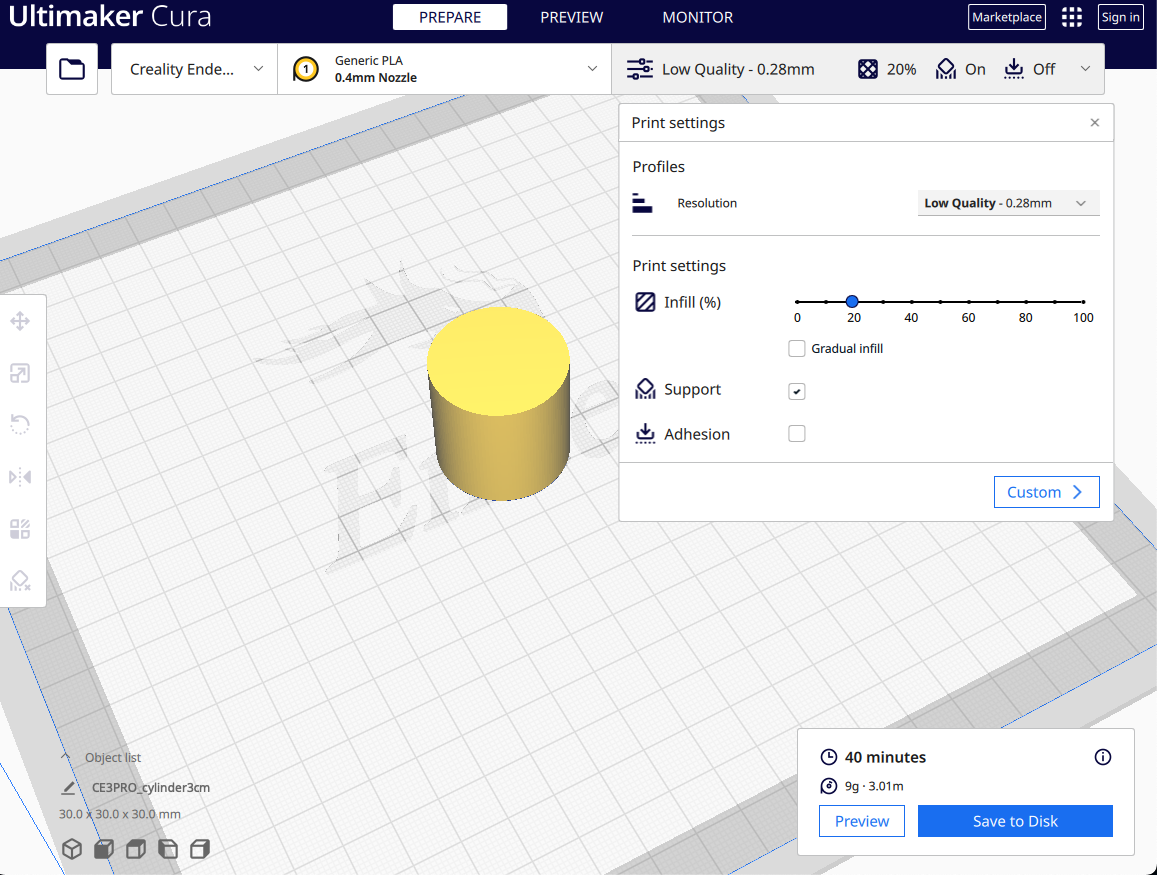 Ultimaker Cura
PREPARE
PREVIEW
MONITOR
Marketplace
Sign in
Creality Ende...
1
Generic PLA
0.4mm Nozzle
Low Quality - 0.28mm
20%
On
Off
Print settings
Profiles
Resolution
Low Quality - 0.28mm
Print settings
Infill (%)
0 20 40 60 80 100
Gradual infill
Support
Adhesion
Custom
Object list
CE3PRO_cylinder3cm
30.0 x 30.0 x 30.0 mm
40 minutes
9g · 3.01m
Preview
Save to Disk